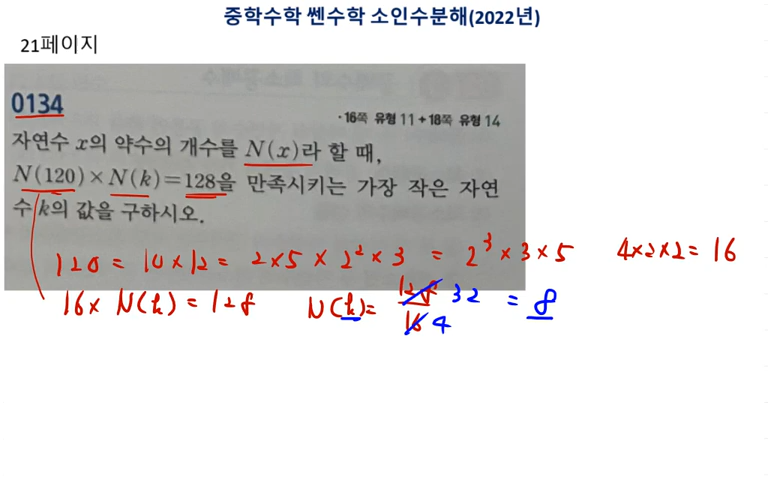 중학수학 쎈수학 소인수분해(2022년)
21페이지
0134
·16쪽 유형 11 + 18쪽 유형 14
자연수 x의 약수의 개수를 N(x)라 할 때,
N(120)×N(k)=128을 만족시키는 가장 작은 자연
수 k의 값을 구하시오.
120 = 10×12 = 2×5×2²×3 = 2³×3×5 4×2×2=16
16× N(k) = 128 N(k)= 128/16 32/4 = 8